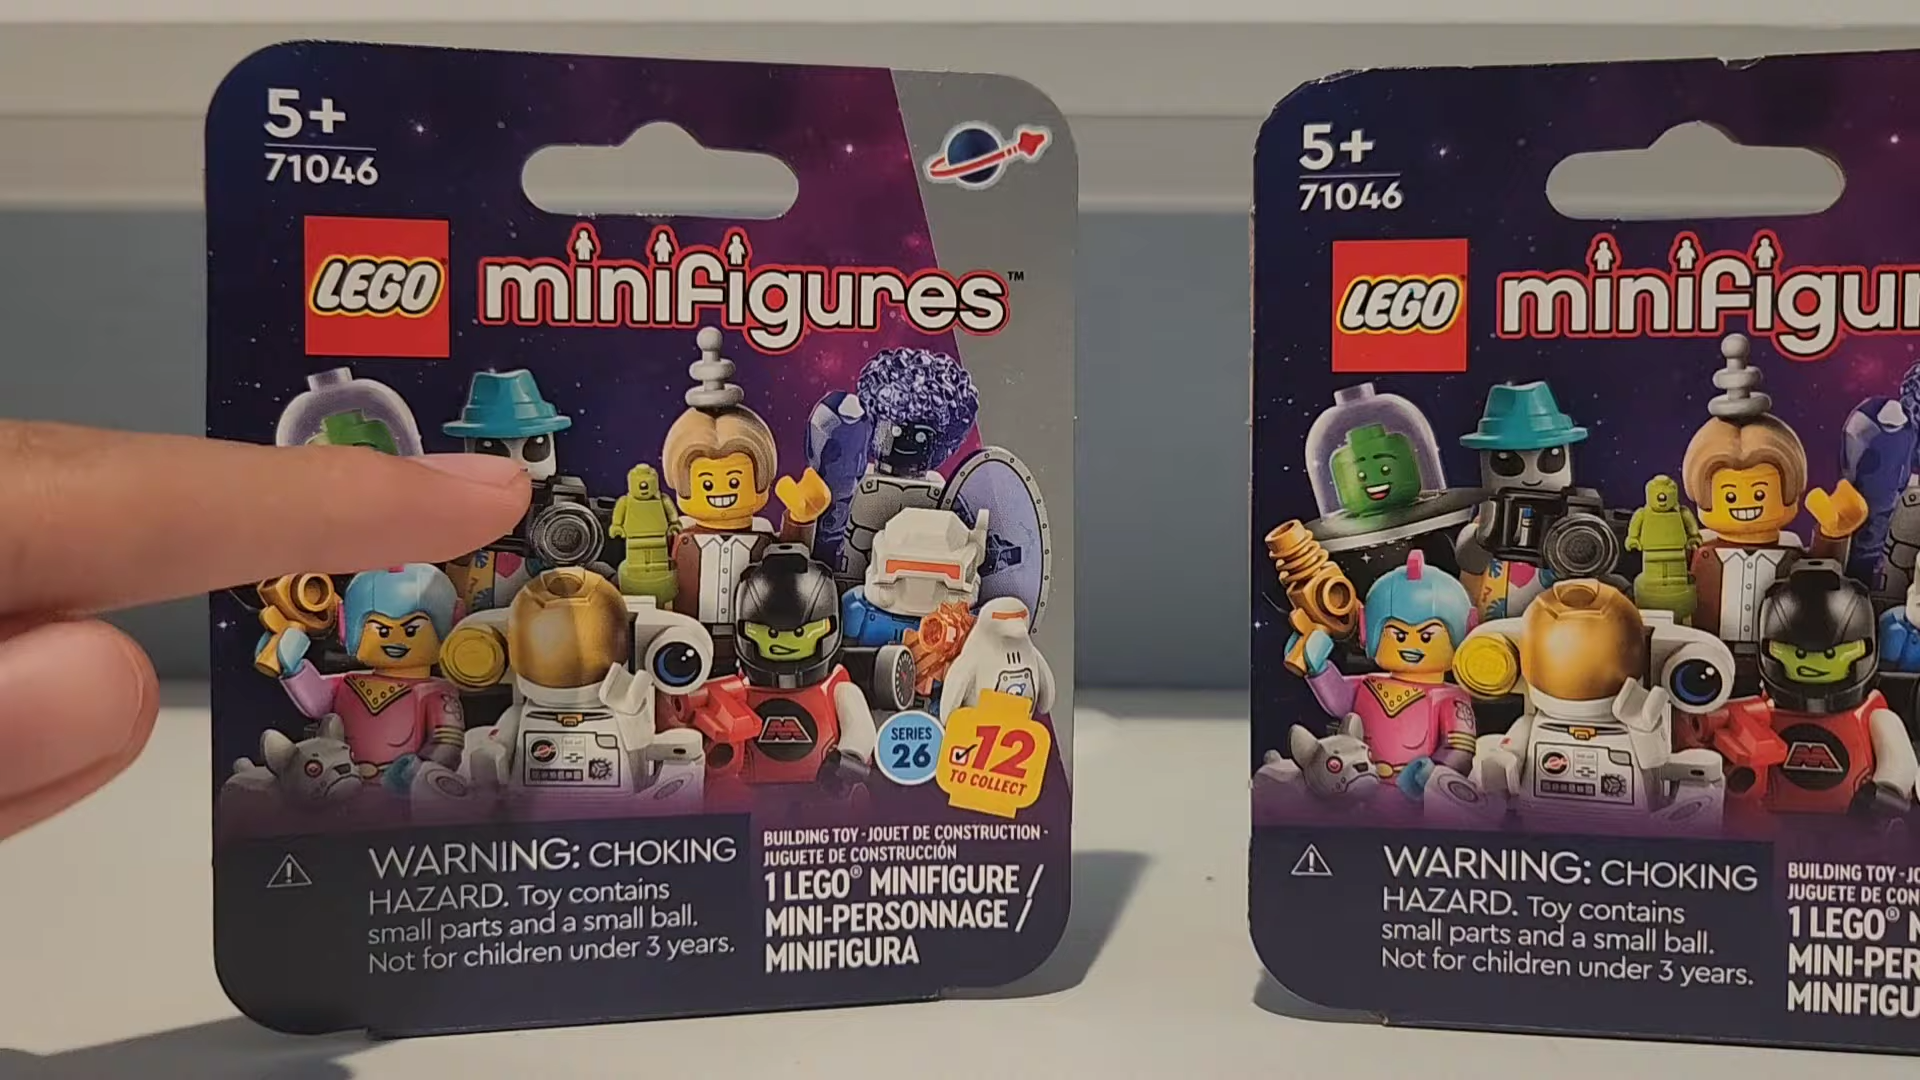 5+
71046
LEGO
minifigures™
SERIES
26
12
TO COLLECT
WARNING: CHOKING
HAZARD. Toy contains
small parts and a small ball.
Not for children under 3 years.
BUILDING TOY - JOUET DE CONSTRUCTION -
JUGUETE DE CONSTRUCCIÓN
1 LEGO® MINIFIGURE /
MINI-PERSONNAGE /
MINIFIGURA
5+
71046
LEGO
minifigur
WARNING: CHOKING
HAZARD. Toy contains
small parts and a small ball.
Not for children under 3 years.
BUILDING TOY - JO
JUGUETE DE CON
1 LEGO® M
MINI-PER
MINIFIGU